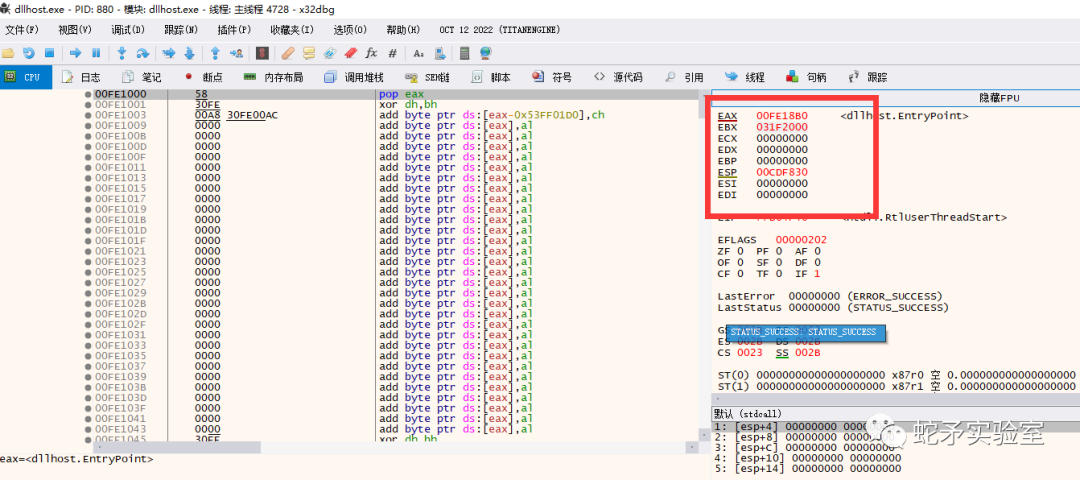 dllhost.exe - PID: 880 - 模块: dllhost.exe - 线程: 主线程 4728 - x32dbg
文件(F) 视图(V) 调试(D) 跟踪(N) 插件(P) 收藏夹(I) 选项(O) 帮助(H) OCT 12 2022 (TITANENGINE)
CPU 日志 笔记 断点 内存布局 调用堆栈 SEH链 脚本 符号 源代码 引用 线程 句柄 跟踪
00FE1000 58 pop eax
00FE1001 30FE xor dh,bh
00FE1003 00A8 30FE00AC add byte ptr ds:[eax-0x53FF01D0],ch
00FE1009 0000 add byte ptr ds:[eax],al
00FE100B 0000 add byte ptr ds:[eax],al
00FE100D 0000 add byte ptr ds:[eax],al
00FE100F 0000 add byte ptr ds:[eax],al
00FE1011 0000 add byte ptr ds:[eax],al
00FE1013 0000 add byte ptr ds:[eax],al
00FE1015 0000 add byte ptr ds:[eax],al
00FE1017 0000 add byte ptr ds:[eax],al
00FE1019 0000 add byte ptr ds:[eax],al
00FE101B 0000 add byte ptr ds:[eax],al
00FE101D 0000 add byte ptr ds:[eax],al
00FE101F 0000 add byte ptr ds:[eax],al
00FE1021 0000 add byte ptr ds:[eax],al
00FE1023 0000 add byte ptr ds:[eax],al
00FE1025 0000 add byte ptr ds:[eax],al
00FE1027 0000 add byte ptr ds:[eax],al
00FE1029 0000 add byte ptr ds:[eax],al
00FE102B 0000 add byte ptr ds:[eax],al
00FE102D 0000 add byte ptr ds:[eax],al
00FE102F 0000 add byte ptr ds:[eax],al
00FE1031 0000 add byte ptr ds:[eax],al
00FE1033 0000 add byte ptr ds:[eax],al
00FE1035 0000 add byte ptr ds:[eax],al
00FE1037 0000 add byte ptr ds:[eax],al
00FE1039 0000 add byte ptr ds:[eax],al
00FE103B 0000 add byte ptr ds:[eax],al
00FE103D 0000 add byte ptr ds:[eax],al
00FE103F 0000 add byte ptr ds:[eax],al
00FE1041 0000 add byte ptr ds:[eax],al
00FE1043 0000 add byte ptr ds:[eax],al
00FE1045 30FE xor dh,bh
eax=<dllhost.EntryPoint>
隐藏FPU
EAX 00FE18B0 <dllhost.EntryPoint>
EBX 031F2000
ECX 00000000
EDX 00000000
EBP 00000000
ESP 00CDF830
ESI 00000000
EDI 00000000
EFLAGS 00000202
ZF 0 PF 0 AF 0
OF 0 SF 0 DF 0
CF 0 TF 0 IF 1
LastError 00000000 (ERROR_SUCCESS)
LastStatus 00000000 (STATUS_SUCCESS)
STATUS_SUCCESS: STATUS_SUCCESS
ES 002B DS 002B
CS 0023 SS 002B
ST(0) 00000000000000000000 x87r0 空 0.000000000000000000
ST(1) 00000000000000000000 x87r1 空 0.000000000000000000
默认 (stdcall)
1: [esp+4] 00000000
2: [esp+8] 00000000
3: [esp+C] 00000000
4: [esp+10] 00000000 00000000
5: [esp+14] 00000000 00000000
蛇矛实验室